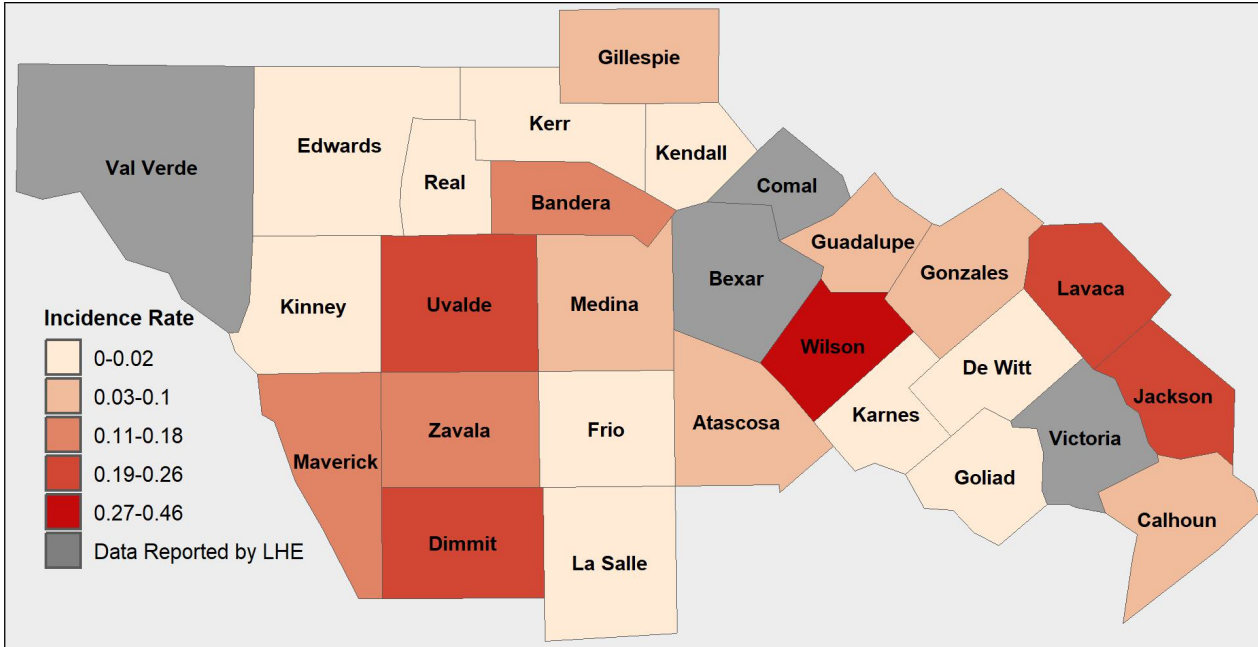 Gillespie
Kerr
Edwards
Kendall
Val Verde
Real
Comal
Bandera
Guadalupe
Gonzales
Bexar
Lavaca
Kinney
Uvalde
Medina
Wilson
De Witt
Jackson
Karnes
Atascosa
Zavala
Frio
Victoria
Maverick
Goliad
Calhoun
Dimmit
La Salle
Incidence Rate
0-0.02
0.03-0.1
0.11-0.18
0.19-0.26
0.27-0.46
Data Reported by LHE